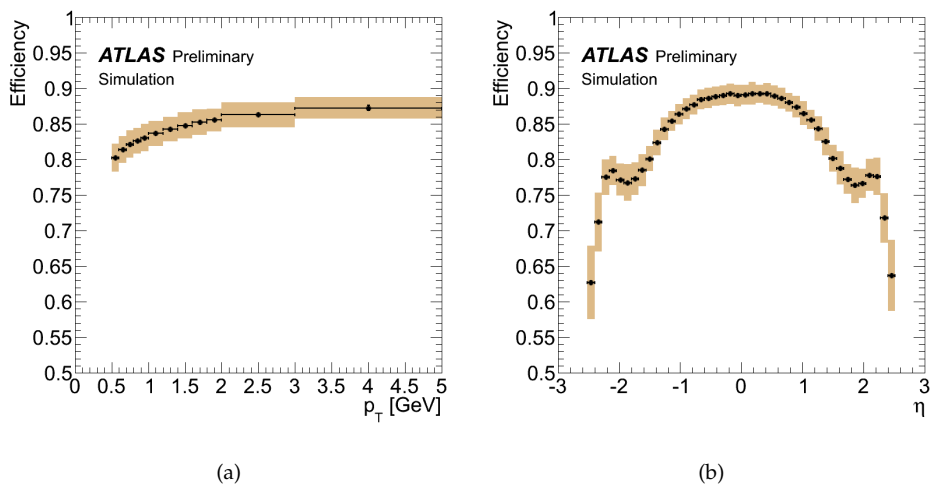 Efficiency
1
0.95
0.9
0.85
0.8
0.75
0.7
0.65
0.6
0.55
0.5
ATLAS Preliminary
Simulation
0 0.5 1 1.5 2 2.5 3 3.5 4 4.5 5
p_T [GeV]
(a)
Efficiency
1
0.95
0.9
0.85
0.8
0.75
0.7
0.65
0.6
0.55
0.5
ATLAS Preliminary
Simulation
-3 -2 -1 0 1 2 3
η
(b)